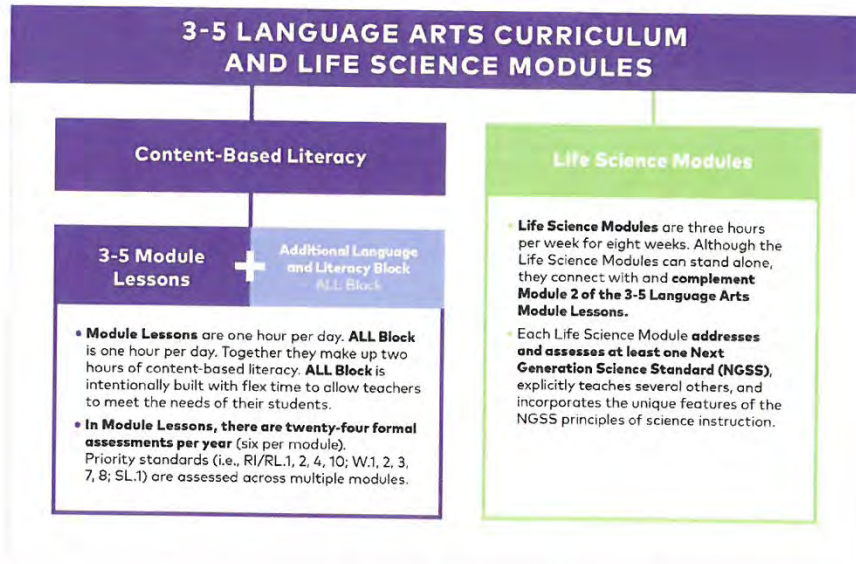 3-5 LANGUAGE ARTS CURRICULUM
AND LIFE SCIENCE MODULES
Content-Based Literacy
3-5 Module
Lessons
+
Additional Language
and Literacy Block
ALL Block
• Module Lessons are one hour per day. ALL Block
is one hour per day. Together they make up two
hours of content-based literacy. ALL Block is
intentionally built with flex time to allow teachers
to meet the needs of their students.
• In Module Lessons, there are twenty-four formal
assessments per year (six per module).
Priority standards (i.e., RI/RL.1, 2, 4, 10; W.1, 2, 3,
7, 8; SL.1) are assessed across multiple modules.
Life Science Modules
• Life Science Modules are three hours
per week for eight weeks. Although the
Life Science Modules can stand alone,
they connect with and complement
Module 2 of the 3-5 Language Arts
Module Lessons.
• Each Life Science Module addresses
and assesses at least one Next
Generation Science Standard (NGSS),
explicitly teaches several others, and
incorporates the unique features of the
NGSS principles of science instruction.